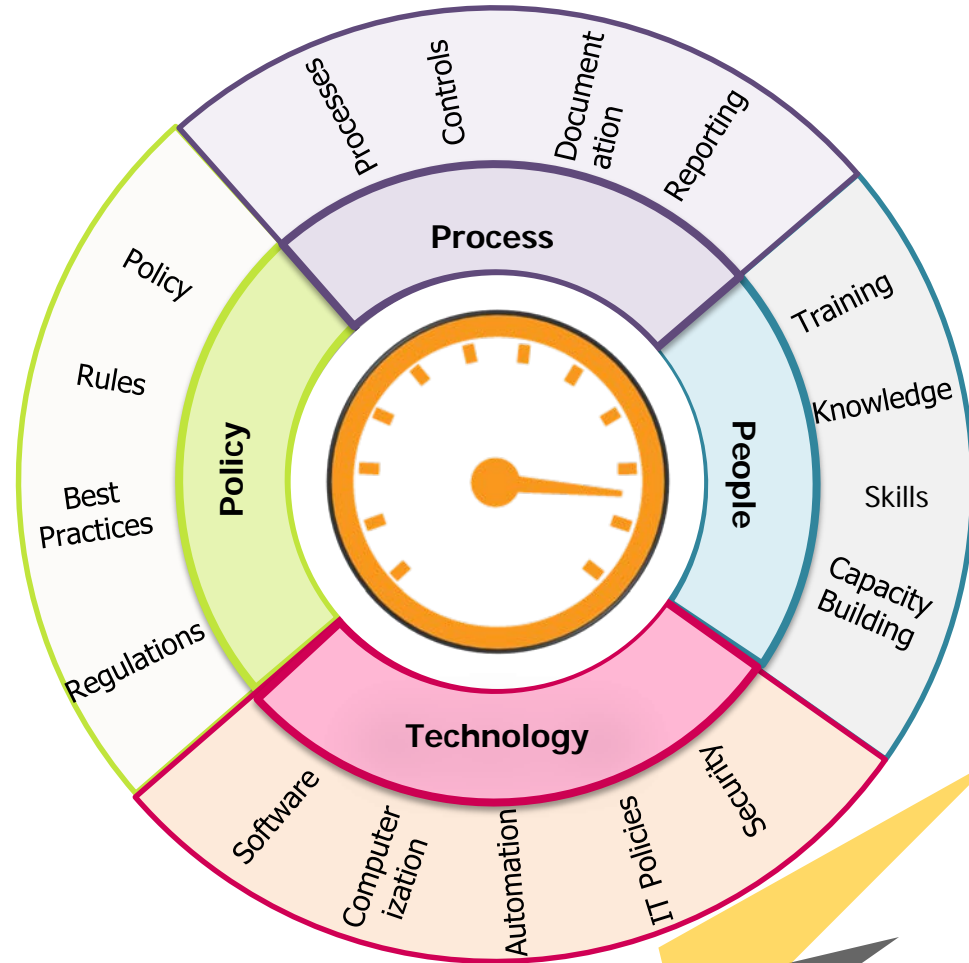 Processes
Controls
Document
ation
Reporting
Process
Training
Knowledge
Skills
Capacity
Building
People
Technology
Software
Computer
ization
Automation
IT Policies
Security
Policy
Policy
Rules
Best
Practices
Regulations